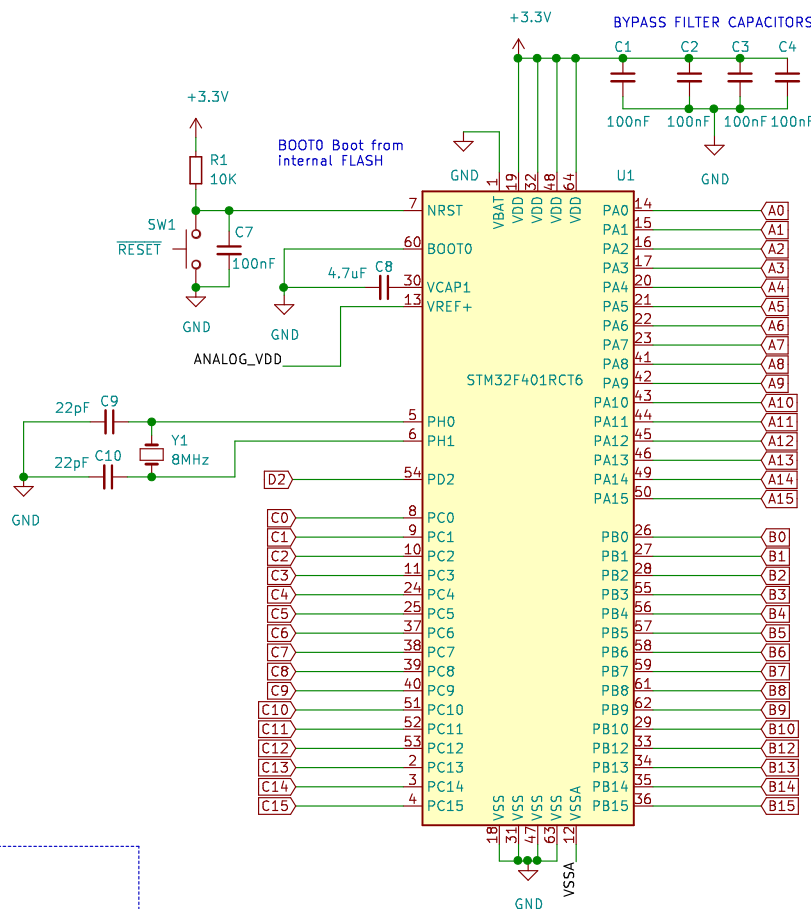 +3.3V
BYPASS FILTER CAPACITORS
C1 C2 C3 C4
100nF 100nF 100nF 100nF
GND
+3.3V
R1
10K
BOOT0 Boot from
internal FLASH
GND
SW1
RESET
C7
100nF
GND
4.7uF C8
GND
ANALOG_VDD
22pF C9
Y1
8MHz
22pF C10
GND
U1
STM32F401RCT6
1 19 32 48 64
VBAT VDD VDD VDD VDD
7 NRST
60 BOOT0
30 VCAP1
13 VREF+
5 PH0
6 PH1
D2 54 PD2
C0 8 PC0
C1 9 PC1
C2 10 PC2
C3 11 PC3
C4 24 PC4
C5 25 PC5
C6 37 PC6
C7 38 PC7
C8 39 PC8
C9 40 PC9
C10 51 PC10
C11 52 PC11
C12 53 PC12
C13 2 PC13
C14 3 PC14
C15 4 PC15
PA0 14 A0
PA1 15 A1
PA2 16 A2
PA3 17 A3
PA4 20 A4
PA5 21 A5
PA6 22 A6
PA7 23 A7
PA8 41 A8
PA9 42 A9
PA10 43 A10
PA11 44 A11
PA12 45 A12
PA13 46 A13
PA14 49 A14
PA15 50 A15
PB0 26 B0
PB1 27 B1
PB2 28 B2
PB3 55 B3
PB4 56 B4
PB5 57 B5
PB6 58 B6
PB7 59 B7
PB8 61 B8
PB9 62 B9
PB10 29 B10
PB12 33 B12
PB13 34 B13
PB14 35 B14
PB15 36 B15
VSS VSS VSS VSS VSSA
18 31 47 63 12
VSSA
GND